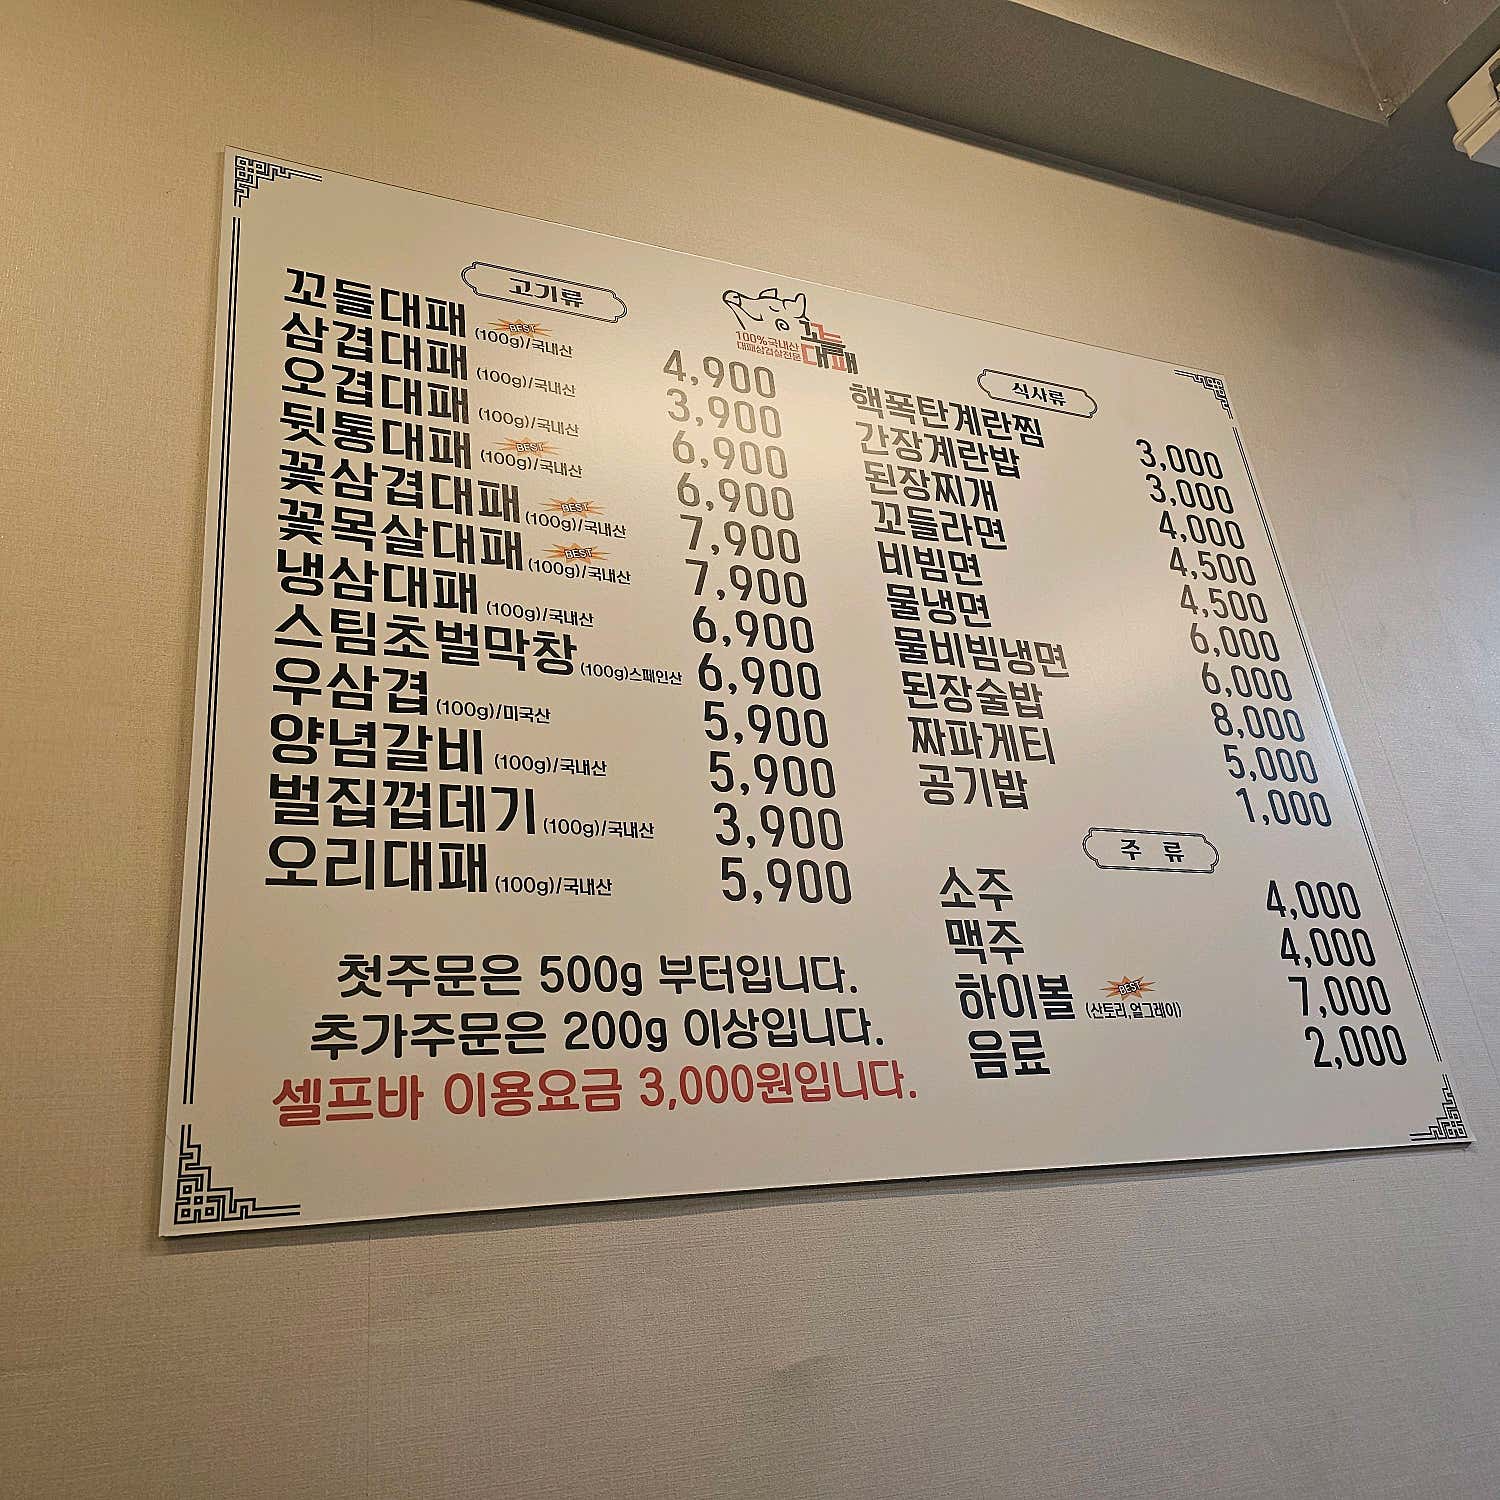 고기류
꼬들대패 BEST (100g)/국내산 4,900
삼겹대패 (100g)/국내산 3,900
오겹대패 (100g)/국내산 6,900
뒷통대패 BEST (100g)/국내산 6,900
꽃삼겹대패 BEST (100g)/국내산 7,900
꽃목살대패 BEST (100g)/국내산 7,900
냉삼대패 (100g)/국내산 6,900
스팀초벌막창 (100g)스페인산 6,900
우삼겹 (100g)/미국산 5,900
양념갈비 (100g)/국내산 5,900
벌집껍데기 (100g)/국내산 3,900
오리대패 (100g)/국내산 5,900
첫주문은 500g 부터입니다.
추가주문은 200g 이상입니다.
셀프바 이용요금 3,000원입니다.
100%국내산
대패삼겹살전문
꼬들
대패
식사류
핵폭탄계란찜 3,000
간장계란밥 3,000
된장찌개 4,000
꼬들라면 4,500
비빔면 4,500
물냉면 6,000
물비빔냉면 6,000
된장술밥 8,000
짜파게티 5,000
공기밥 1,000
주 류
소주 4,000
맥주 4,000
하이볼 BEST (산토리,얼그레이) 7,000
음료 2,000